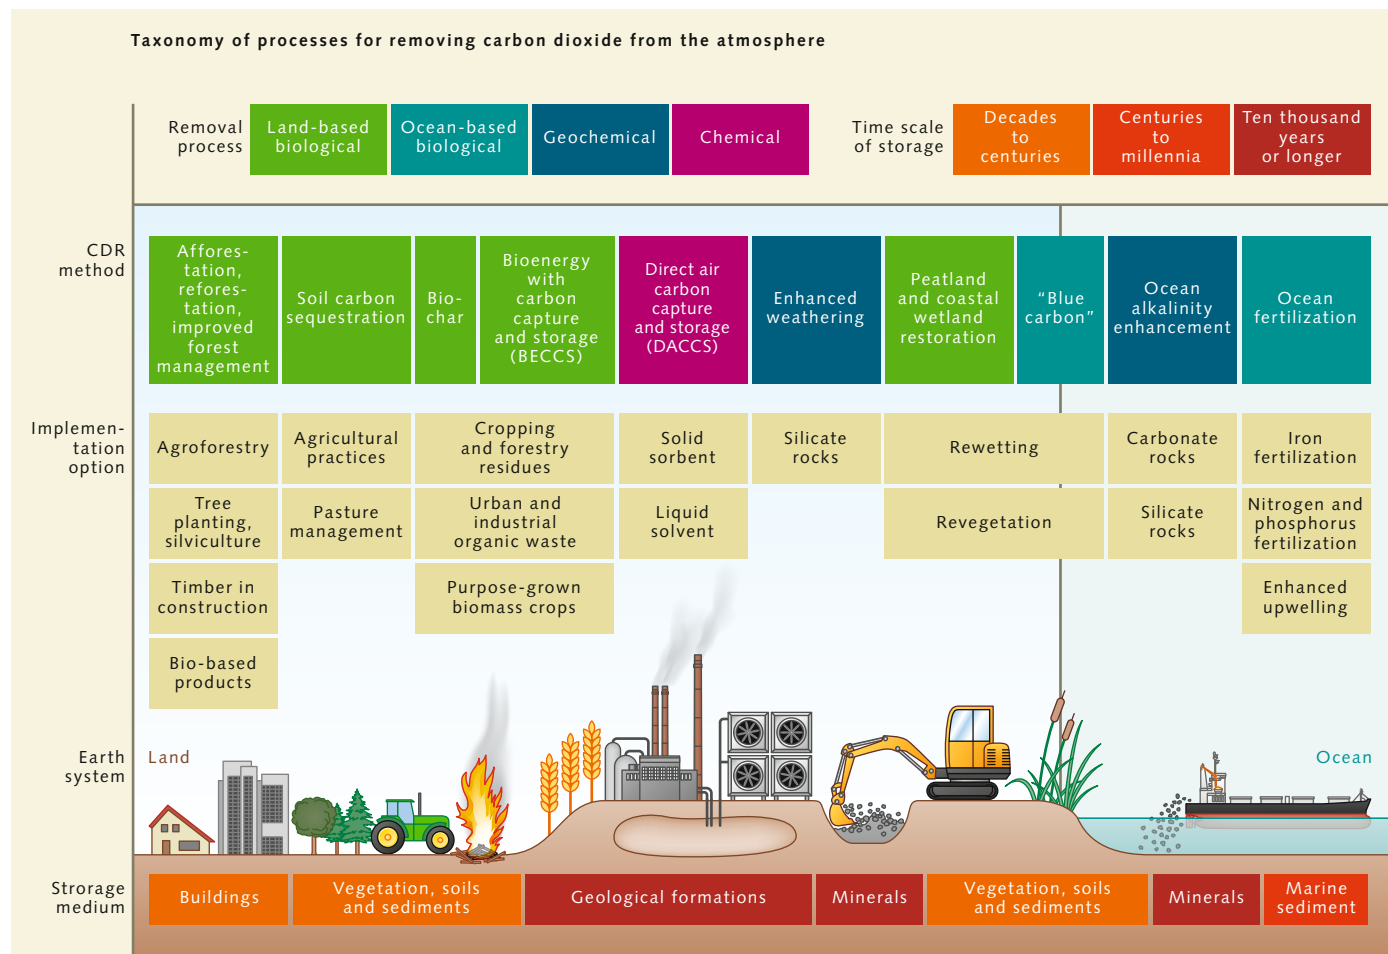 Taxonomy of processes for removing carbon dioxide from the atmosphere
Removal
process
Land-based
biological
Ocean-based
biological
Geochemical
Chemical
Time scale
of storage
Decades
to
centuries
Centuries
to
millennia
Ten thousand
years
or longer
CDR
method
Affores-
tation,
refores-
tation,
improved
forest
management
Soil carbon
sequestration
Bio-
char
Bioenergy
with
carbon
capture
and storage
(BECCS)
Direct air
carbon
capture
and storage
(DACCS)
Enhanced
weathering
Peatland
and coastal
wetland
restoration
“Blue
carbon”
Ocean
alkalinity
enhancement
Ocean
fertilization
Implemen-
tation
option
Agroforestry
Agricultural
practices
Cropping
and forestry
residues
Solid
sorbent
Silicate
rocks
Rewetting
Carbonate
rocks
Iron
fertilization
Tree
planting,
silviculture
Pasture
management
Urban and
industrial
organic waste
Liquid
solvent
Revegetation
Silicate
rocks
Nitrogen and
phosphorus
fertilization
Timber in
construction
Purpose-grown
biomass crops
Enhanced
upwelling
Bio-based
products
Earth
system
Land
Ocean
Strorage
medium
Buildings
Vegetation, soils
and sediments
Geological formations
Minerals
Vegetation, soils
and sediments
Minerals
Marine
sediment